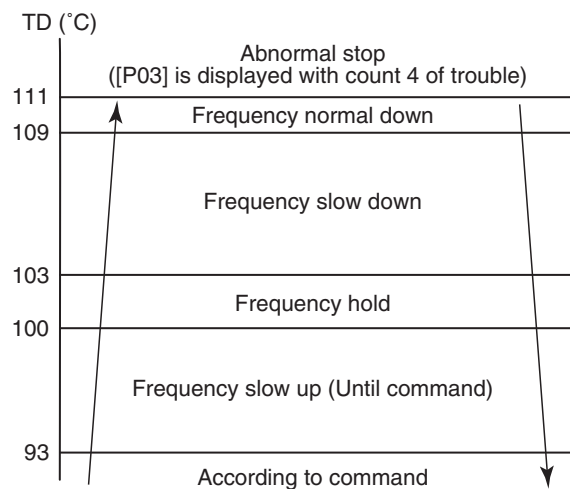 TD (˚C)
Abnormal stop
([P03] is displayed with count 4 of trouble)
111
Frequency normal down
109
Frequency slow down
103
Frequency hold
100
Frequency slow up (Until command)
93
According to command